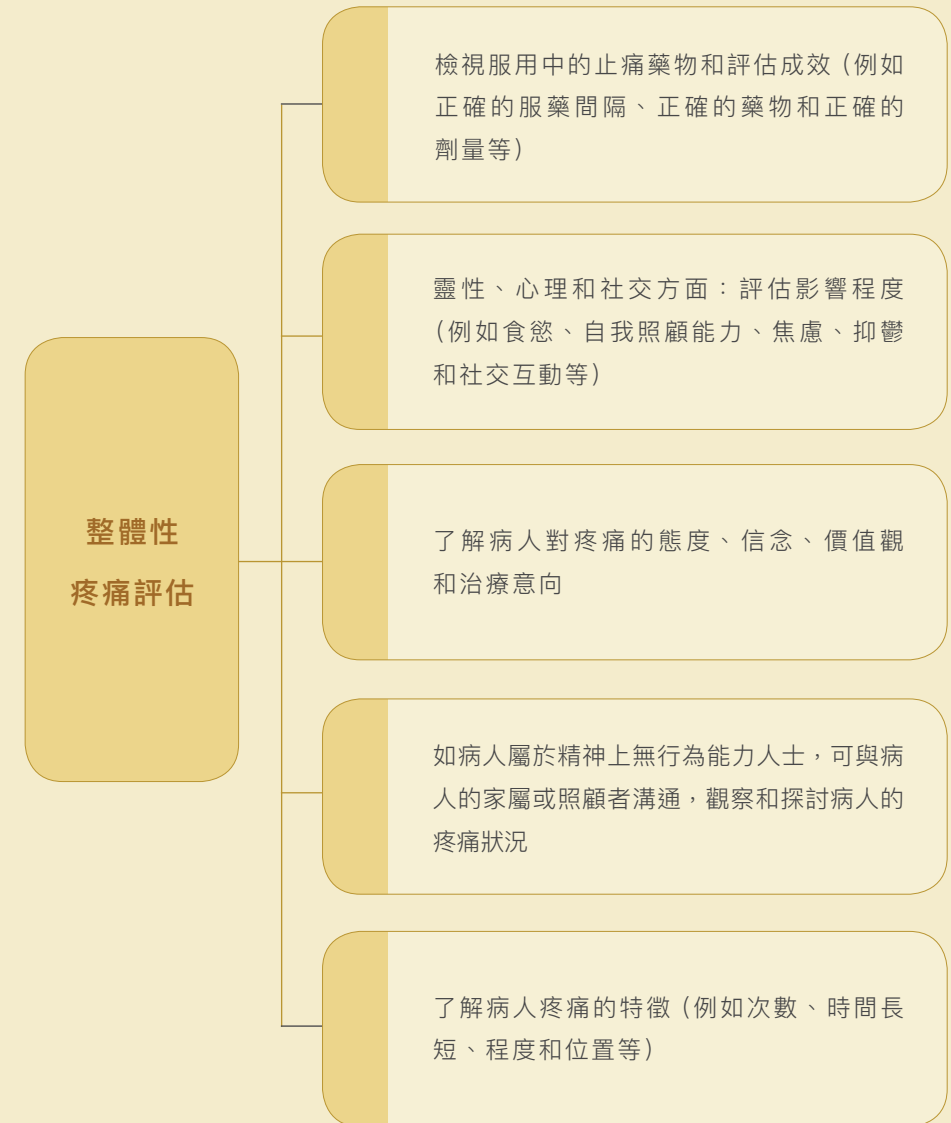 整體性
疼痛評估
檢視服用中的止痛藥物和評估成效（例如
正確的服藥間隔、正確的藥物和正確的
劑量等）
靈性、心理和社交方面：評估影響程度
（例如食慾、自我照顧能力、焦慮、抑鬱
和社交互動等）
了解病人對疼痛的態度、信念、價值觀
和治療意向
如病人屬於精神上無行為能力人士，可與病
人的家屬或照顧者溝通，觀察和探討病人的
疼痛狀況
了解病人疼痛的特徵（例如次數、時間長
短、程度和位置等）